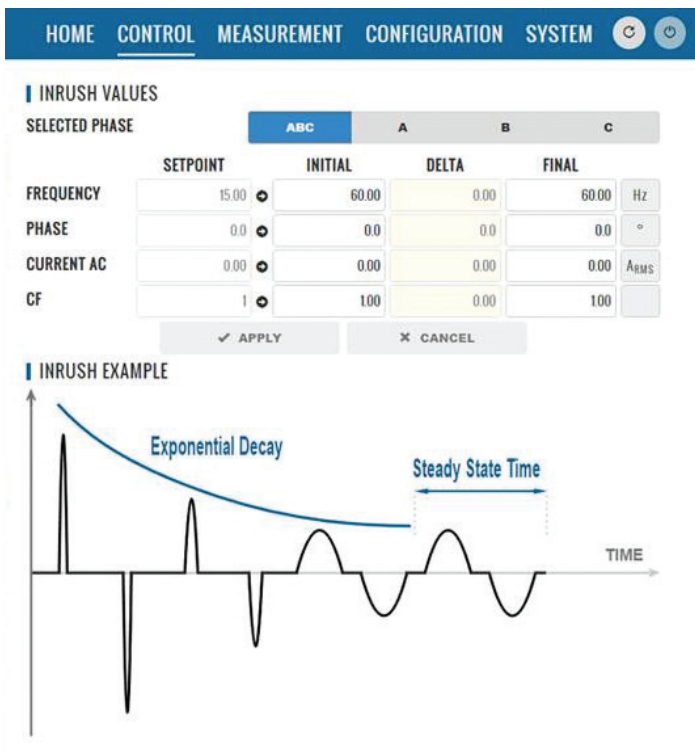 HOME CONTROL MEASUREMENT CONFIGURATION SYSTEM
INRUSH VALUES
SELECTED PHASE ABC A B C
SETPOINT INITIAL DELTA FINAL
FREQUENCY 15.00 60.00 0.00 60.00 Hz
PHASE 0.0 0.0 0.0 0.0 °
CURRENT AC 0.00 0.00 0.00 0.00 ARMS
CF 1 1.00 0.00 1.00
APPLY CANCEL
INRUSH EXAMPLE
Exponential Decay
Steady State Time
TIME